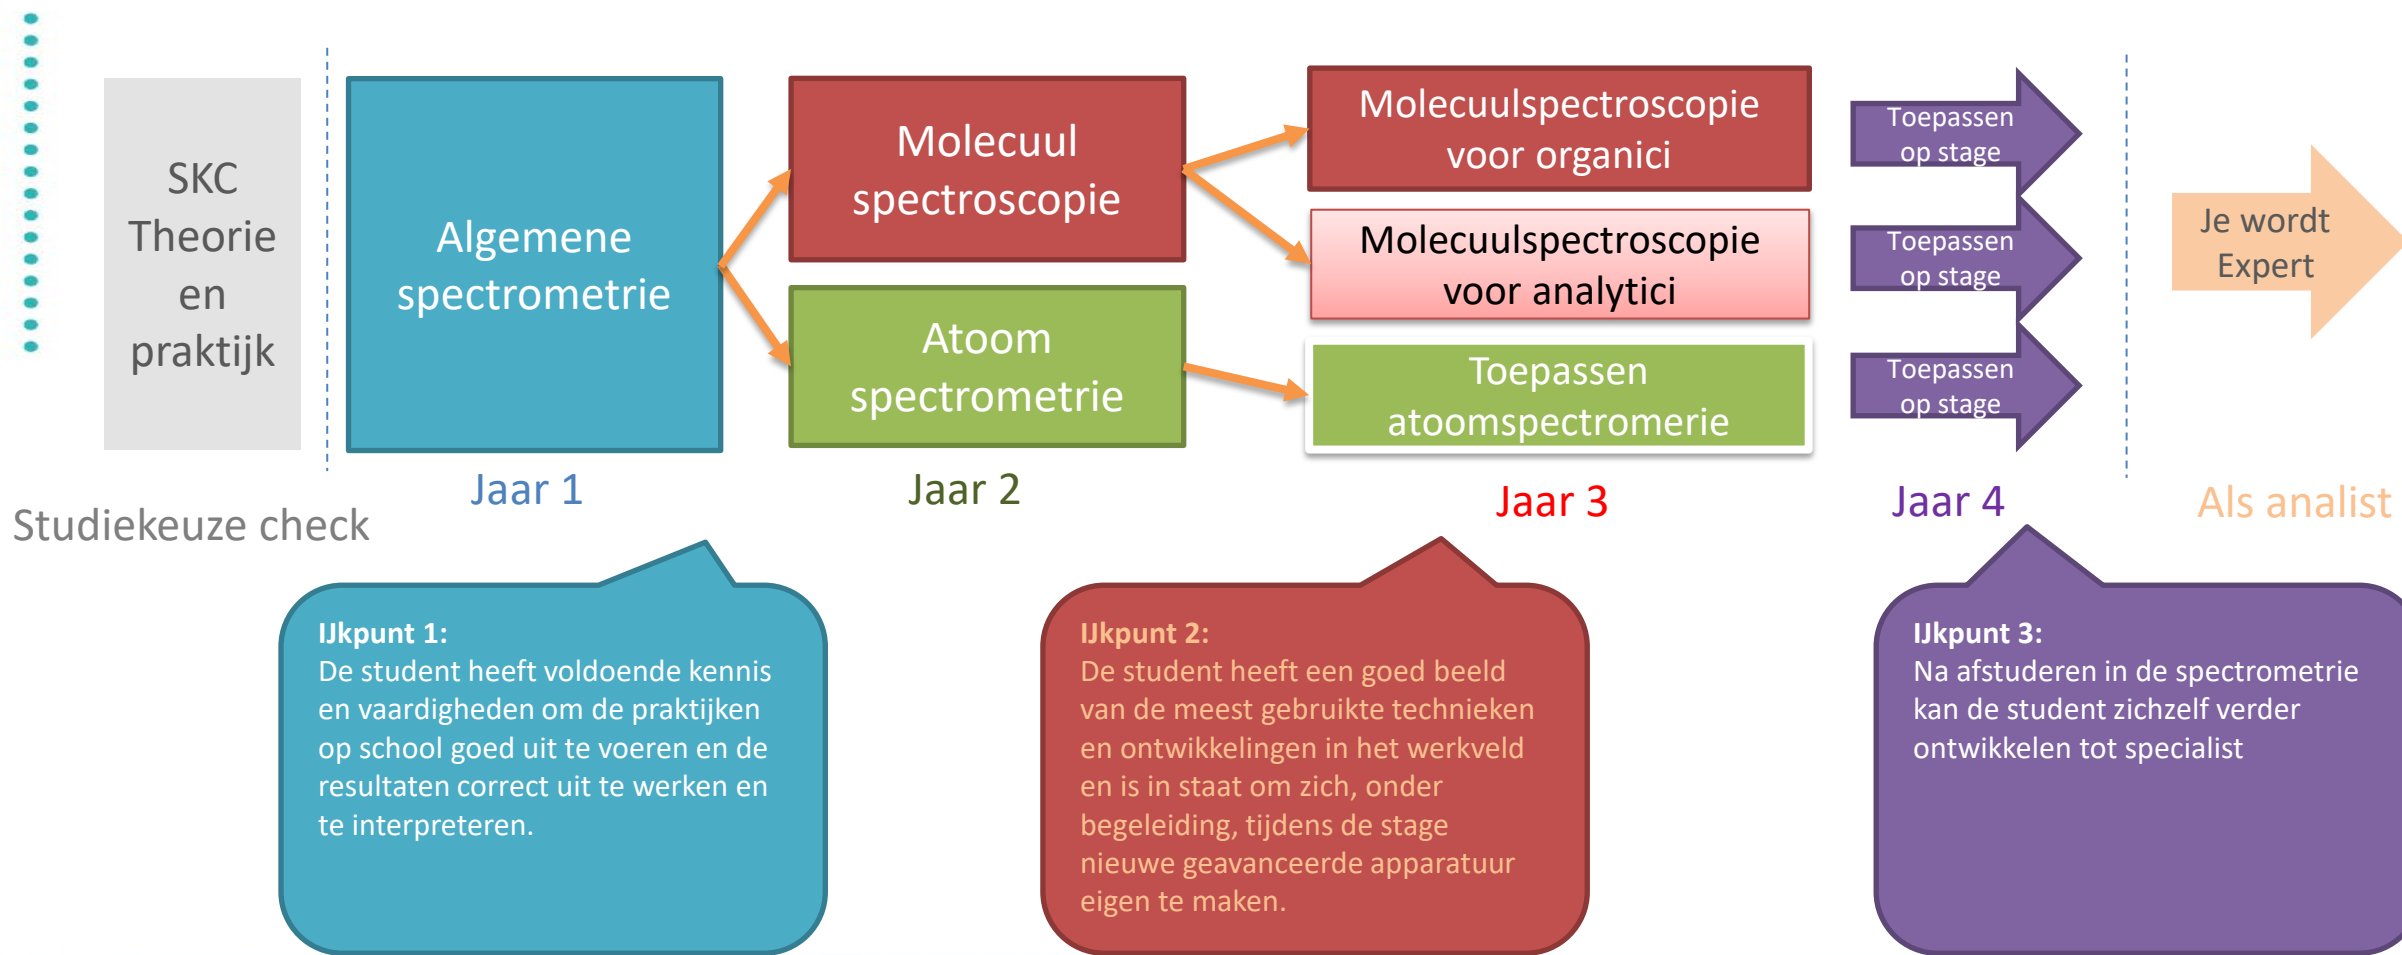 SKC
Theorie
en
praktijk
Studiekeuze check
Algemene
spectrometrie
Jaar 1
Molecuul
spectroscopie
Atoom
spectrometrie
Jaar 2
Molecuulspectroscopie
voor organici
Molecuulspectroscopie
voor analytici
Toepassen
atoomspectromerie
Jaar 3
Toepassen
op stage
Toepassen
op stage
Toepassen
op stage
Jaar 4
Je wordt
Expert
Als analist
IJkpunt 1:
De student heeft voldoende kennis
en vaardigheden om de praktijken
op school goed uit te voeren en de
resultaten correct uit te werken en
te interpreteren.
IJkpunt 2:
De student heeft een goed beeld
van de meest gebruikte technieken
en ontwikkelingen in het werkveld
en is in staat om zich, onder
begeleiding, tijdens de stage
nieuwe geavanceerde apparatuur
eigen te maken.
IJkpunt 3:
Na afstuderen in de spectrometrie
kan de student zichzelf verder
ontwikkelen tot specialist